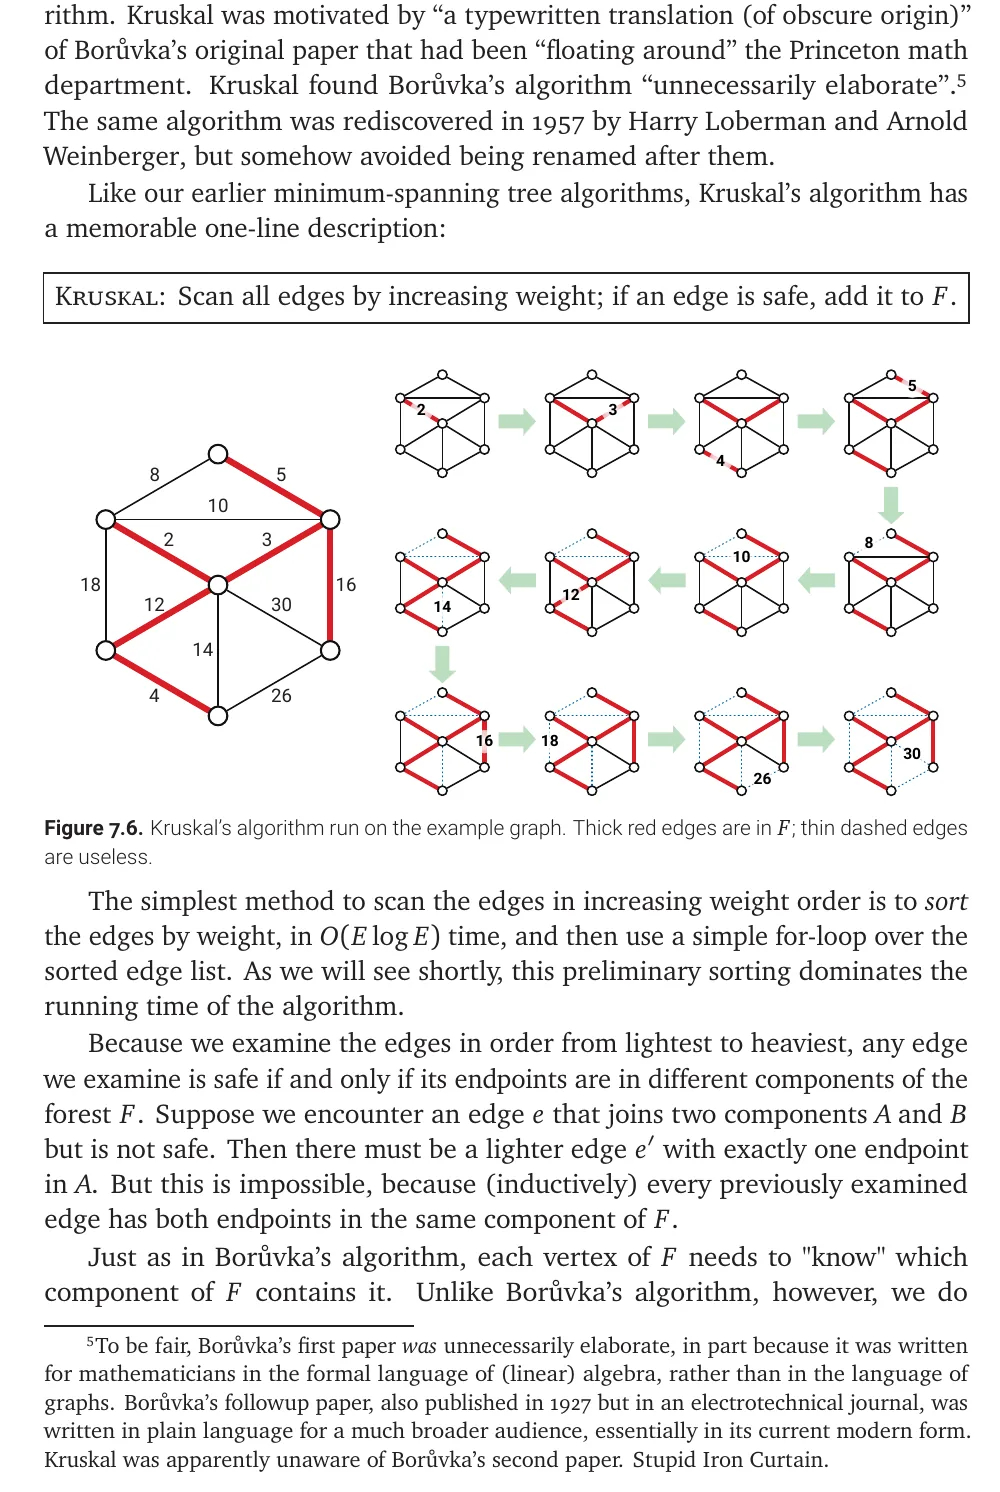 rithm. Kruskal was motivated by “a typewritten translation (of obscure origin)”
of Borůvka’s original paper that had been “floating around” the Princeton math
department. Kruskal found Borůvka’s algorithm “unnecessarily elaborate”.⁵
The same algorithm was rediscovered in 1957 by Harry Loberman and Arnold
Weinberger, but somehow avoided being renamed after them.
Like our earlier minimum-spanning tree algorithms, Kruskal’s algorithm has
a memorable one-line description:
KRUSKAL: Scan all edges by increasing weight; if an edge is safe, add it to F.
8
5
10
2
3
18
16
12
30
14
4
26
2
3
4
5
8
10
12
14
16
18
26
30
Figure 7.6. Kruskal’s algorithm run on the example graph. Thick red edges are in F; thin dashed edges
are useless.
The simplest method to scan the edges in increasing weight order is to sort
the edges by weight, in O(E log E) time, and then use a simple for-loop over the
sorted edge list. As we will see shortly, this preliminary sorting dominates the
running time of the algorithm.
Because we examine the edges in order from lightest to heaviest, any edge
we examine is safe if and only if its endpoints are in different components of the
forest F. Suppose we encounter an edge e that joins two components A and B
but is not safe. Then there must be a lighter edge e′ with exactly one endpoint
in A. But this is impossible, because (inductively) every previously examined
edge has both endpoints in the same component of F.
Just as in Borůvka’s algorithm, each vertex of F needs to "know" which
component of F contains it. Unlike Borůvka’s algorithm, however, we do
⁵To be fair, Borůvka’s first paper was unnecessarily elaborate, in part because it was written
for mathematicians in the formal language of (linear) algebra, rather than in the language of
graphs. Borůvka’s followup paper, also published in 1927 but in an electrotechnical journal, was
written in plain language for a much broader audience, essentially in its current modern form.
Kruskal was apparently unaware of Borůvka’s second paper. Stupid Iron Curtain.